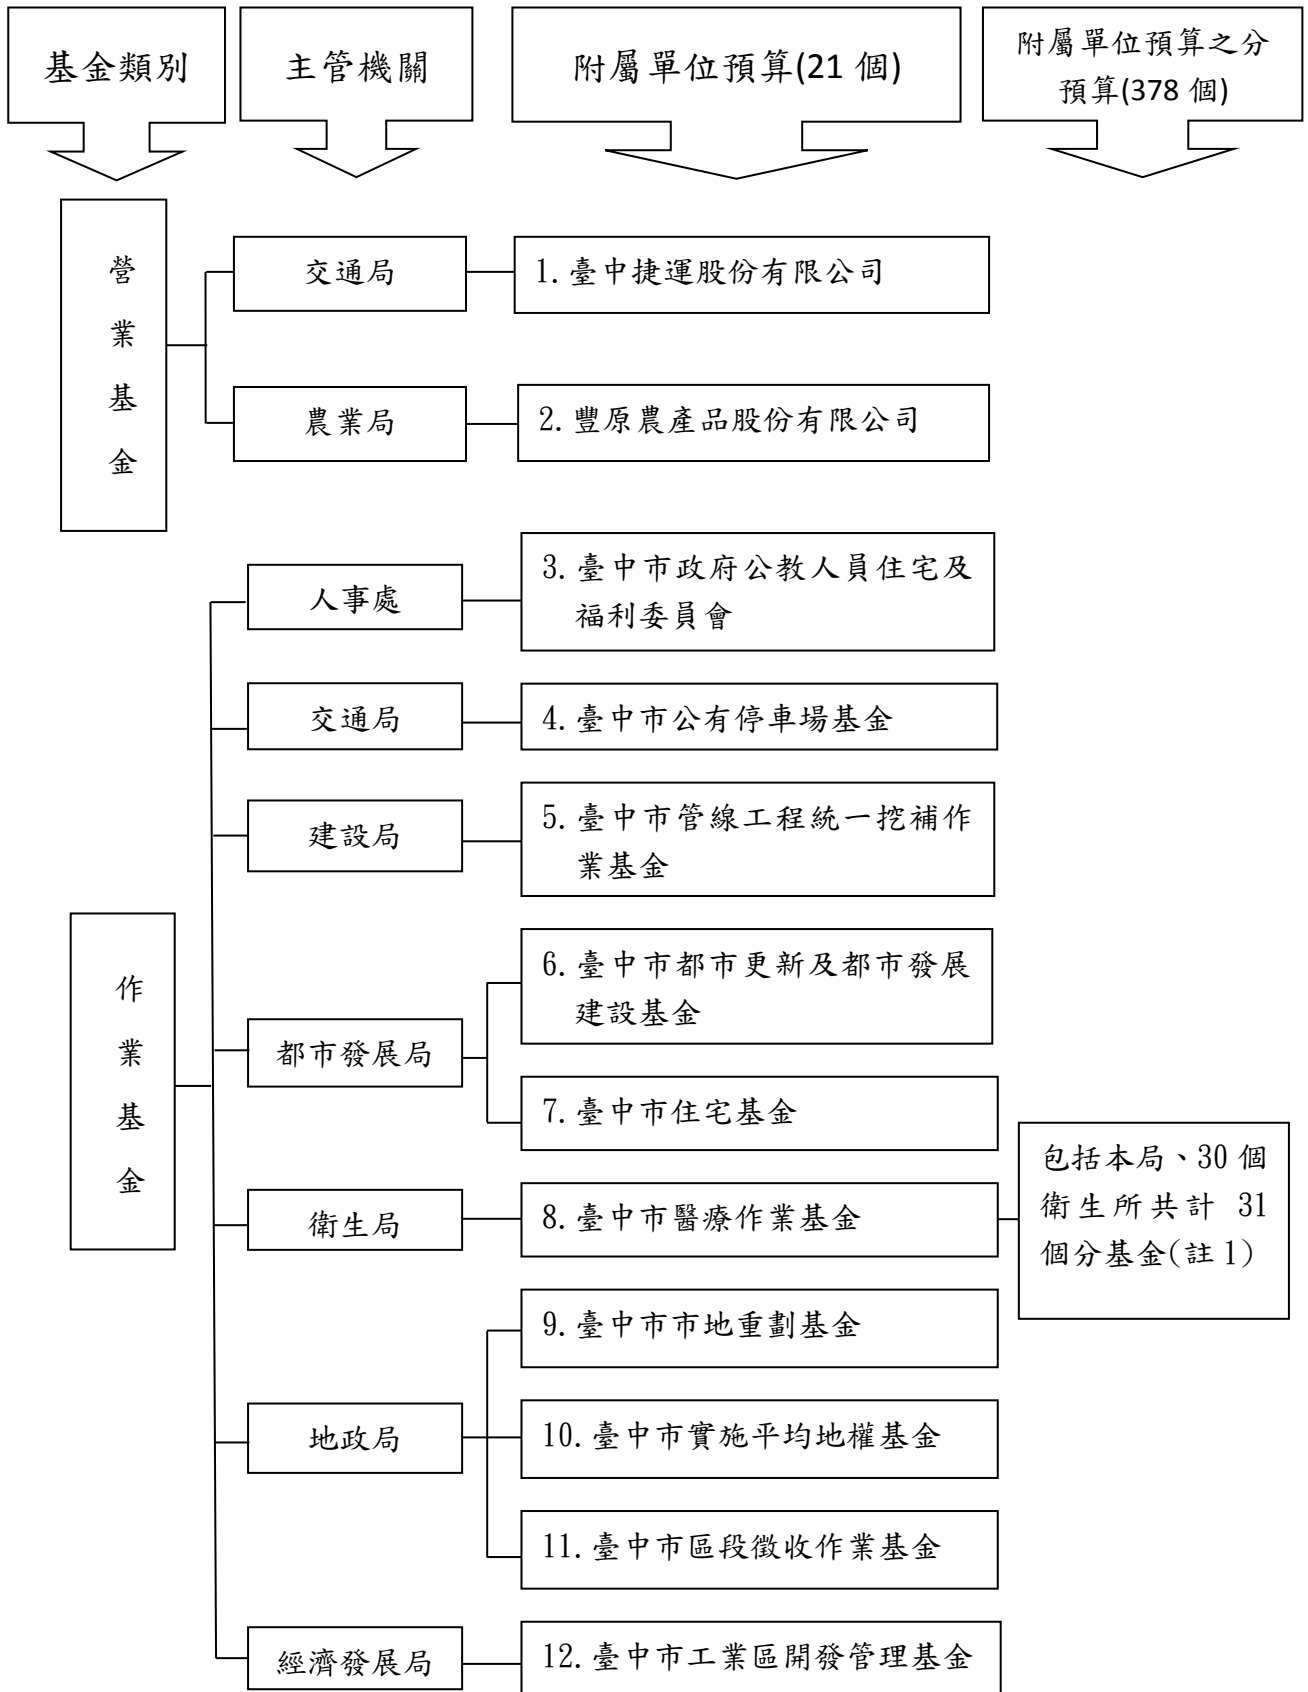 基金類別
主管機關
附屬單位預算(21 個)
附屬單位預算之分
預算(378 個)
營
業
基
金
交通局
1. 臺中捷運股份有限公司
農業局
2. 豐原農產品股份有限公司
作
業
基
金
人事處
3. 臺中市政府公教人員住宅及
福利委員會
交通局
4. 臺中市公有停車場基金
建設局
5. 臺中市管線工程統一挖補作
業基金
都市發展局
6. 臺中市都市更新及都市發展
建設基金
7. 臺中市住宅基金
衛生局
8. 臺中市醫療作業基金
包括本局、30 個
衛生所共計 31
個分基金(註 1)
地政局
9. 臺中市市地重劃基金
10. 臺中市實施平均地權基金
11. 臺中市區段徵收作業基金
經濟發展局
12. 臺中市工業區開發管理基金